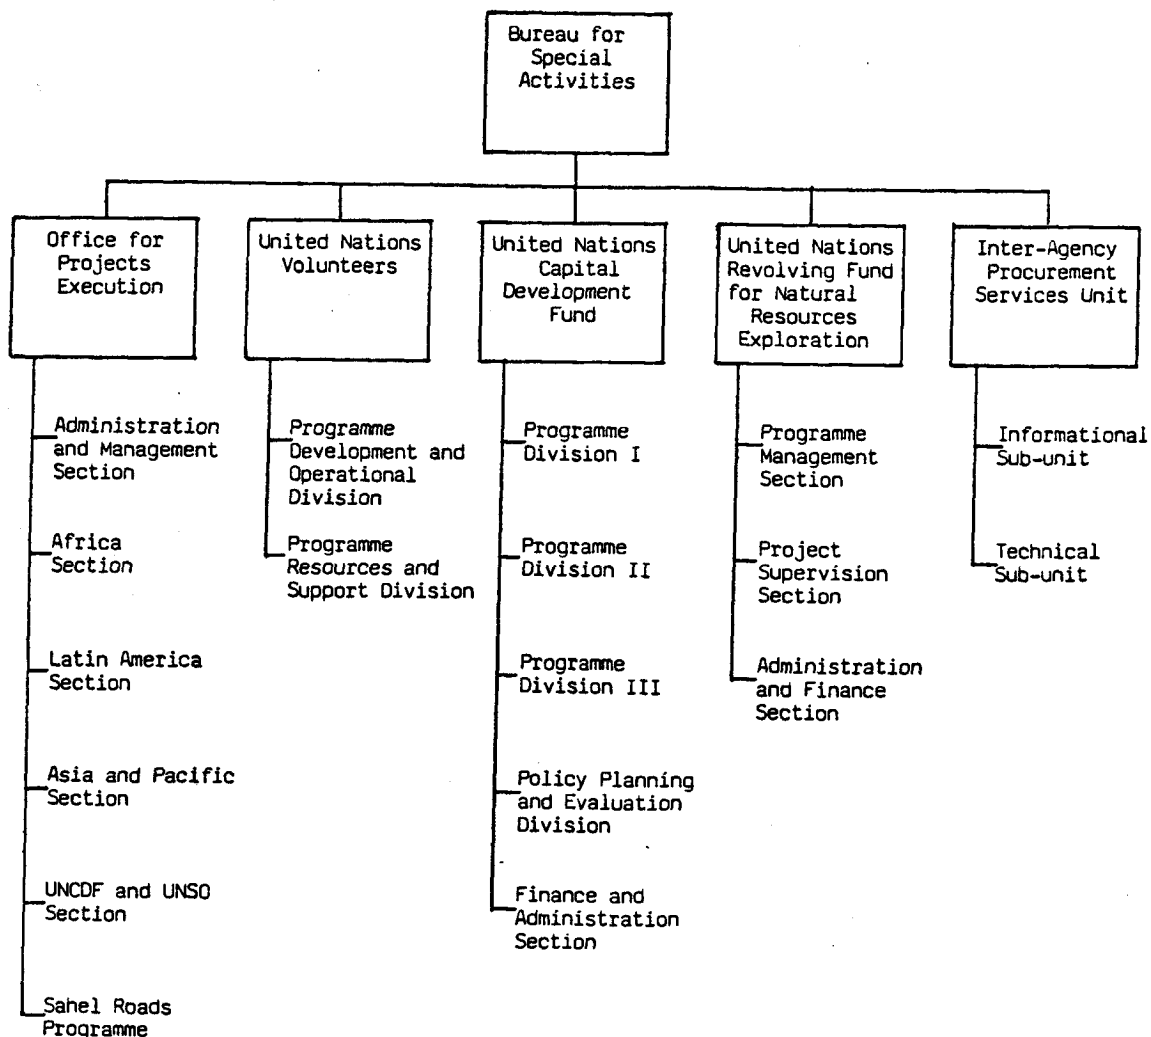 Bureau for
Special
Activities
Office for
Projects
Execution
United Nations
Volunteers
United Nations
Capital
Development
Fund
United Nations
Revolving Fund
for Natural
Resources
Exploration
Inter-Agency
Procurement
Services Unit
Administration
and Management
Section
Africa
Section
Latin America
Section
Asia and Pacific
Section
UNCDF and UNSO
Section
Sahel Roads
Programme
Programme
Development and
Operational
Division
Programme
Resources and
Support Division
Programme
Division I
Programme
Division II
Programme
Division III
Policy Planning
and Evaluation
Division
Finance and
Administration
Section
Programme
Management
Section
Project
Supervision
Section
Administration
and Finance
Section
Informational
Sub-unit
Technical
Sub-unit